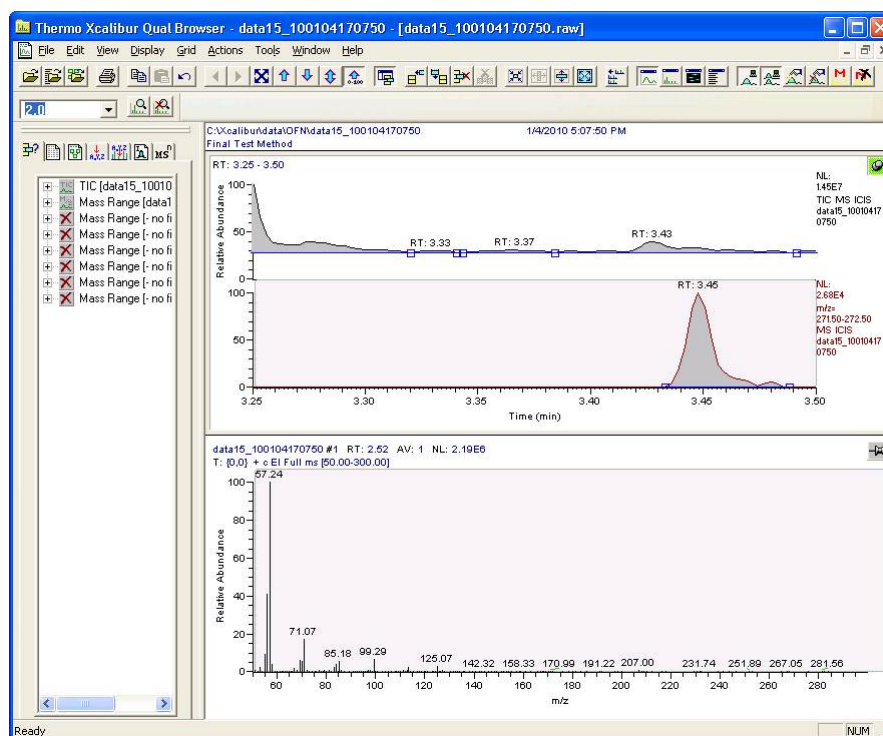 Thermo Xcalibur Qual Browser - data15_100104170750 - [data15_100104170750.raw]
File Edit View Display Grid Actions Tools Window Help
2.0
TIC [data15_10010
Mass Range [data1
Mass Range [- no fi
Mass Range [- no fi
Mass Range [- no fi
Mass Range [- no fi
Mass Range [- no fi
Mass Range [- no fi
C:\Xcalibur\data\OFN\data15_100104170750 1/4/2010 5:07:50 PM
Final Test Method
RT: 3.25 - 3.50
Relative Abundance
100
50
0
RT: 3.33 RT: 3.37 RT: 3.43
NL:
1.45E7
TIC MS ICIS
data15_10010417
0750
100
50
0
RT: 3.45
NL:
2.68E4
m/z=
271.50-272.50
MS ICIS
data15_10010417
0750
3.25 3.30 3.35 3.40 3.45 3.50
Time (min)
data15_100104170750 #1 RT: 2.52 AV: 1 NL: 2.19E6
T: {0,0} + c EI Full ms [50.00-300.00]
Relative Abundance
100
80
60
40
20
0
57.24
71.07
85.18 99.29 125.07 142.32 158.33 170.99 191.22 207.00 231.74 251.89 267.05 281.56
60 80 100 120 140 160 180 200 220 240 260 280
m/z
Ready NUM